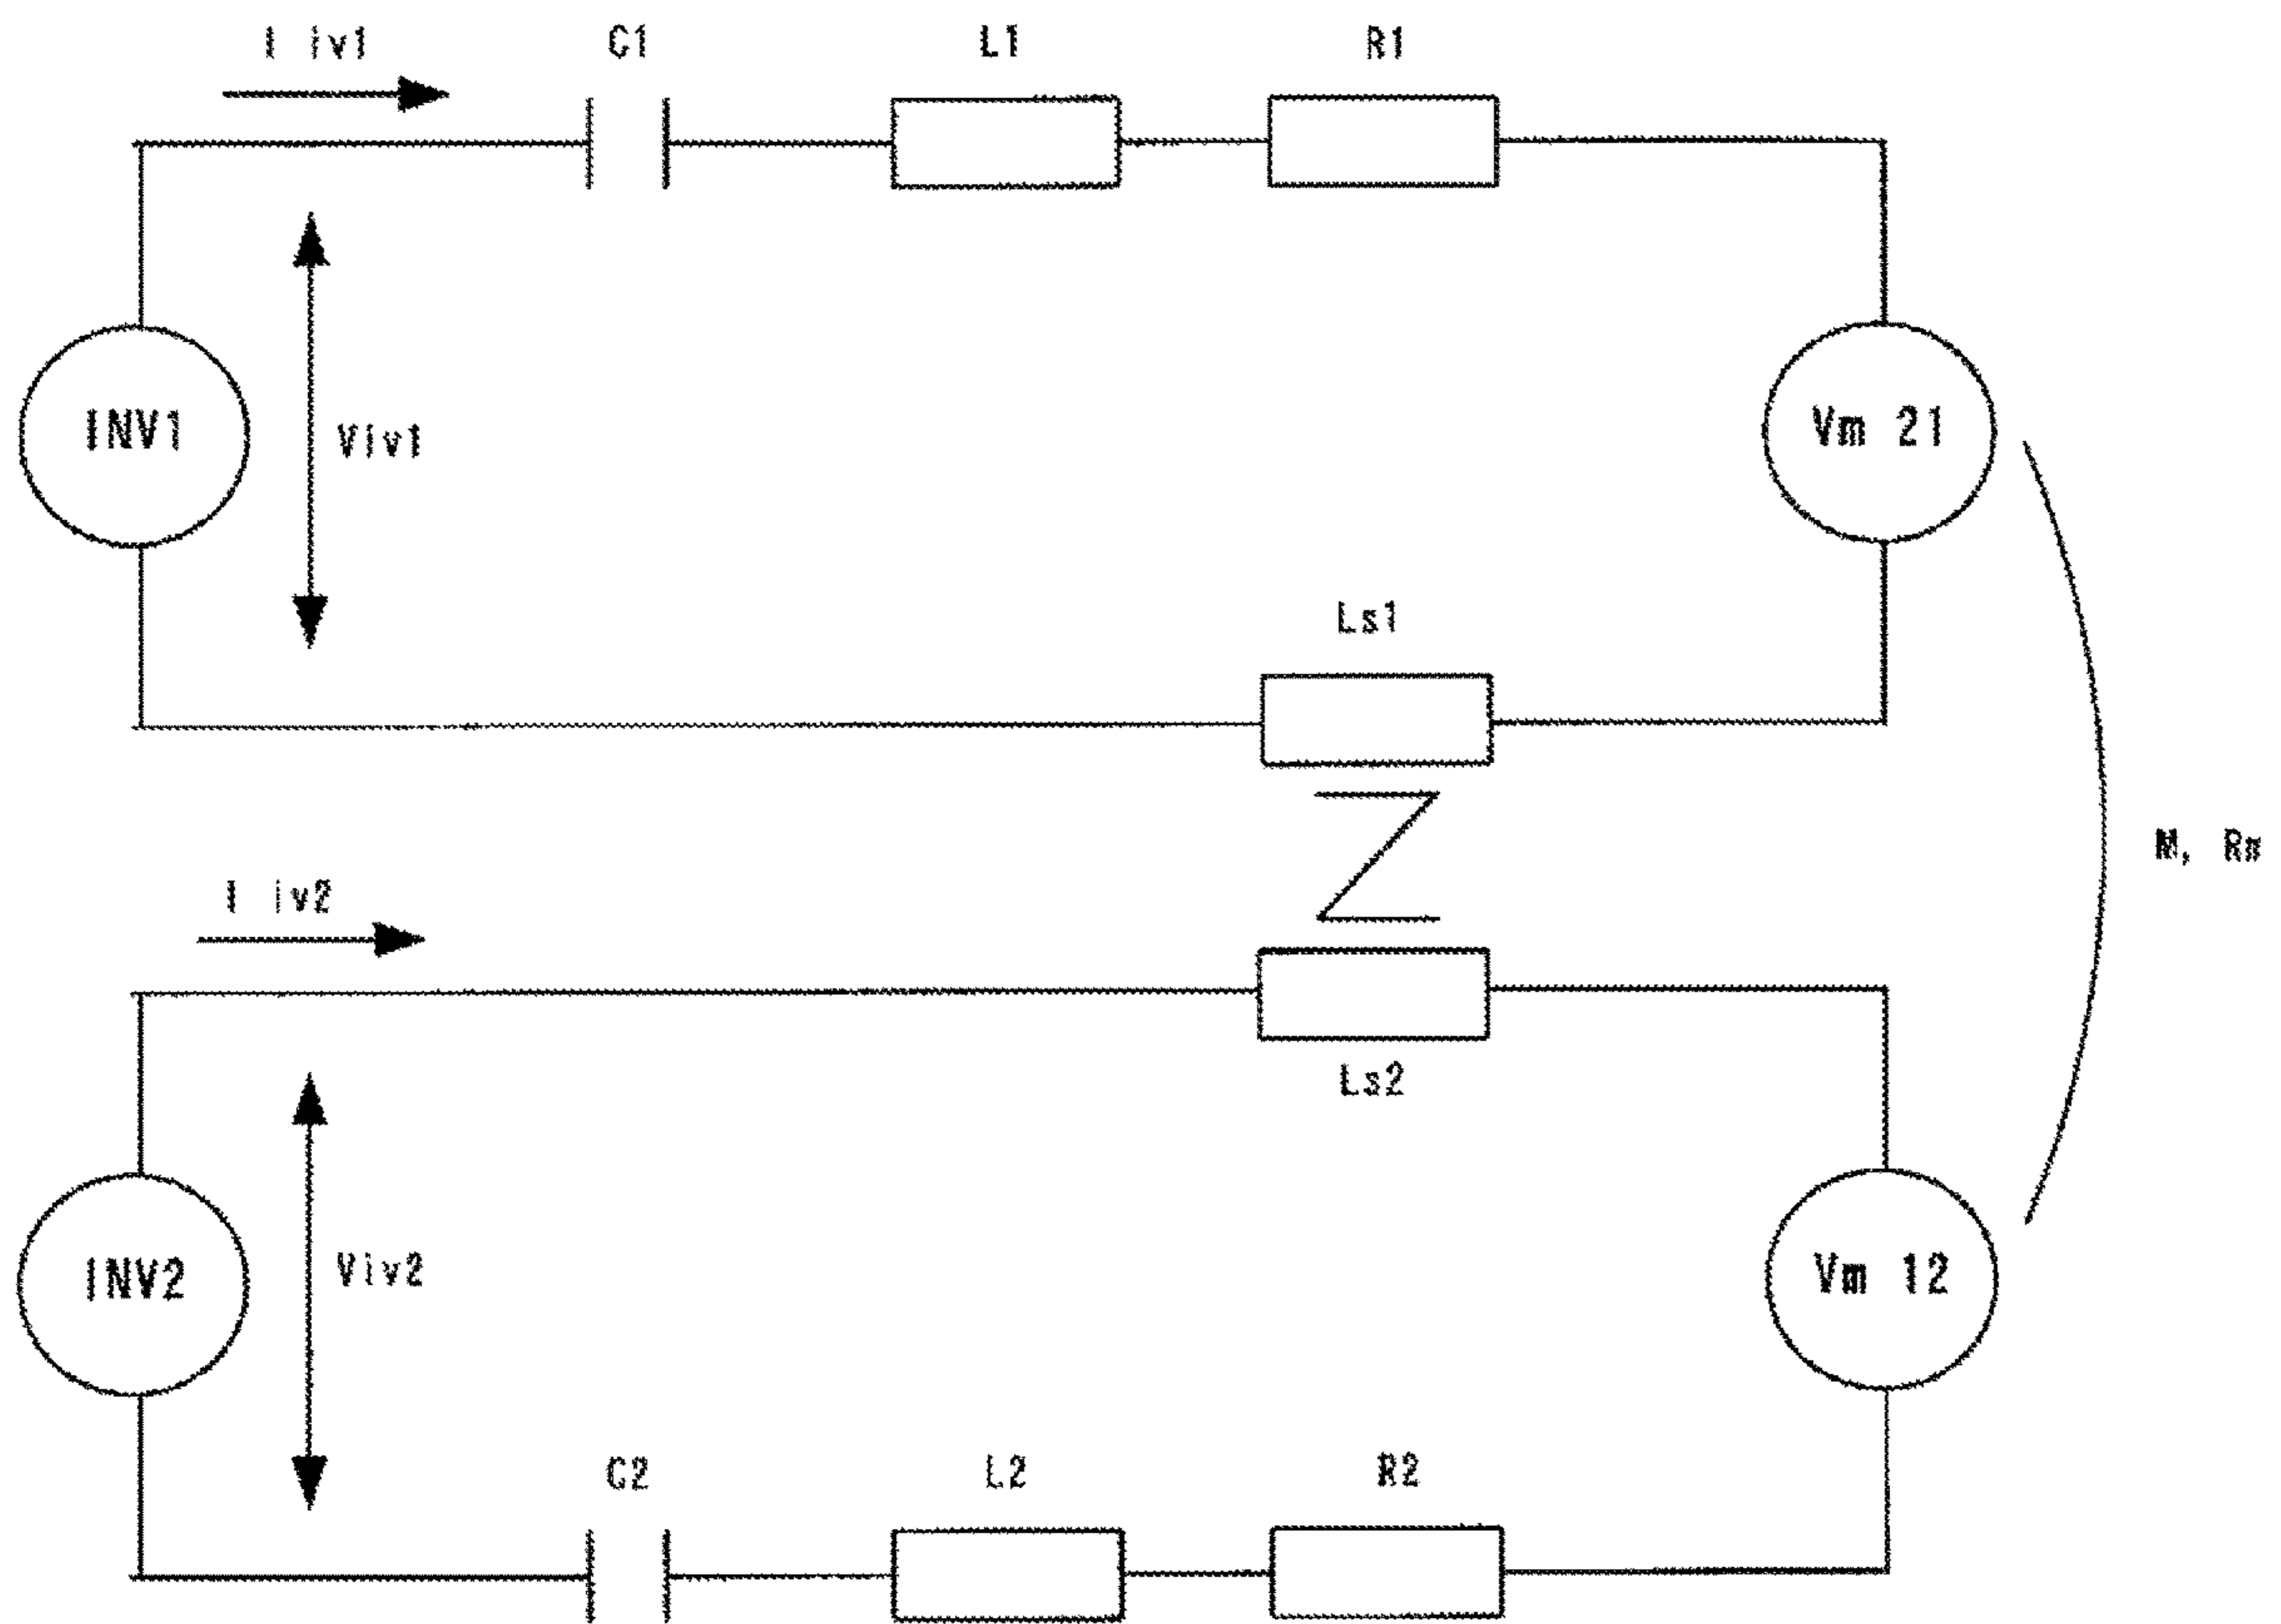 I iv1
C1
L1
R1
INV1
Viv1
Vm 21
Ls1
M, Rm
I iv2
Ls2
INV2
Viv2
Vm 12
C2
L2
R2